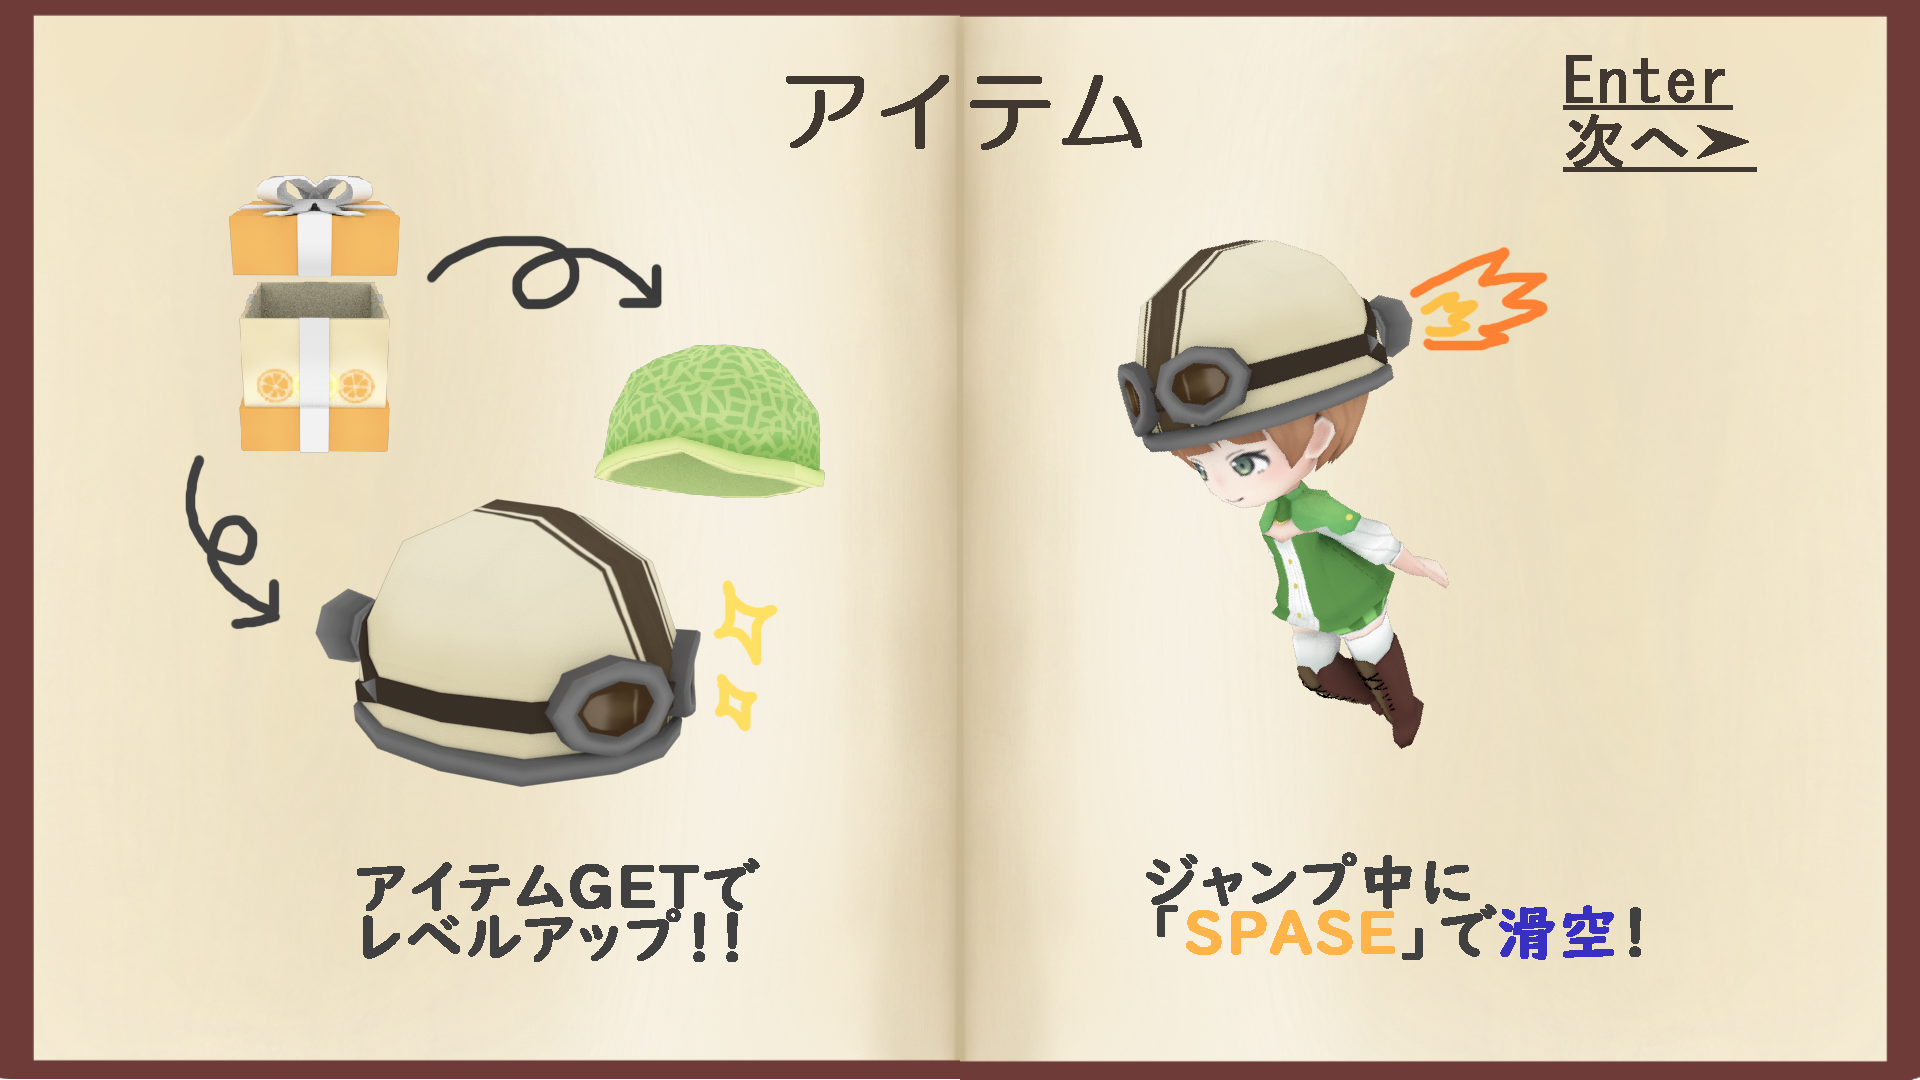 アイテム
Enter
次へ➤
アイテムGETで
レベルアップ!!
ジャンプ中に
「SPASE」で滑空!